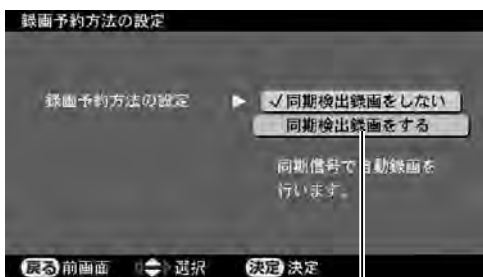 録画予約方法の設定
録画予約方法の設定 ▶ ✓同期検出録画をしない
同期検出録画をする
同期信号で自動録画を
行います。
戻る 前画面 選択 決定 決定